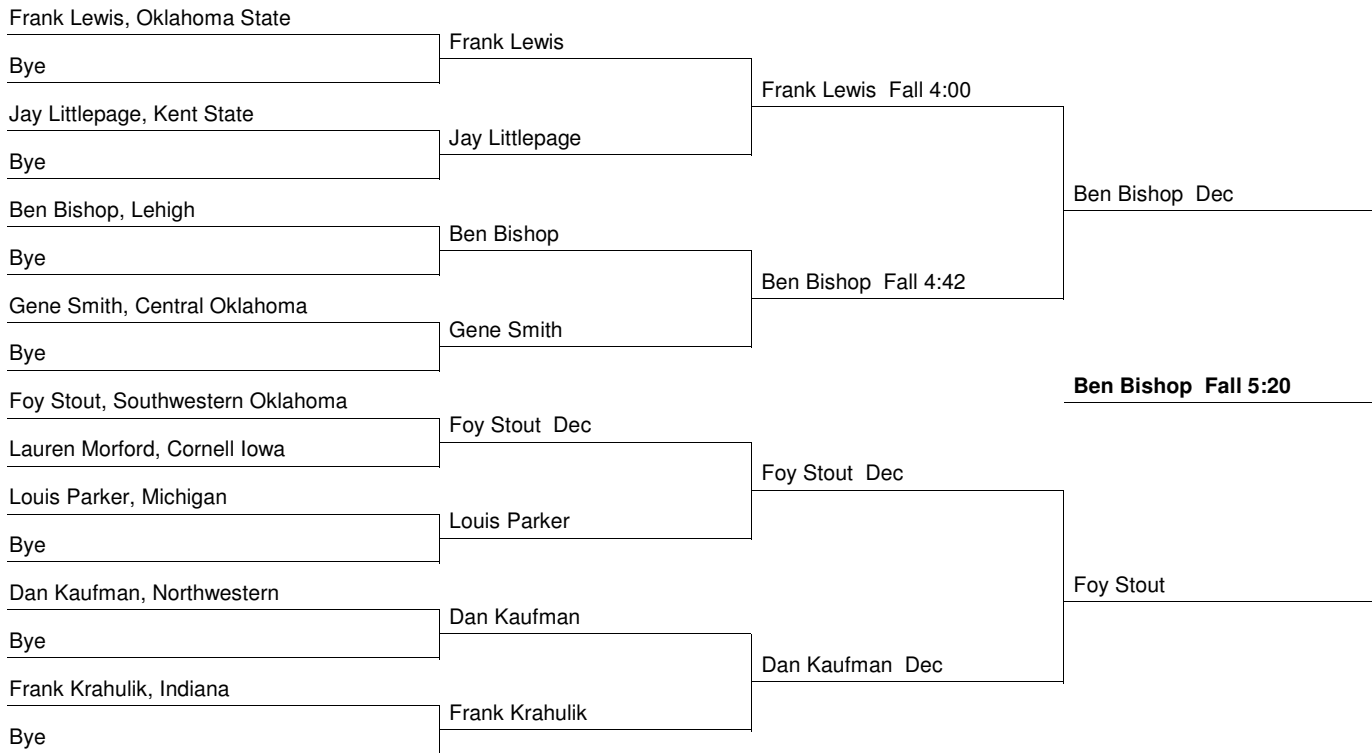 Frank Lewis, Oklahoma State
Bye
Jay Littlepage, Kent State
Bye
Ben Bishop, Lehigh
Bye
Gene Smith, Central Oklahoma
Bye
Foy Stout, Southwestern Oklahoma
Lauren Morford, Cornell Iowa
Louis Parker, Michigan
Bye
Dan Kaufman, Northwestern
Bye
Frank Krahulik, Indiana
Bye
Frank Lewis
Jay Littlepage
Ben Bishop
Gene Smith
Foy Stout Dec
Louis Parker
Dan Kaufman
Frank Krahulik
Frank Lewis Fall 4:00
Ben Bishop Fall 4:42
Foy Stout Dec
Dan Kaufman Dec
Ben Bishop Dec
Ben Bishop Fall 5:20
Foy Stout